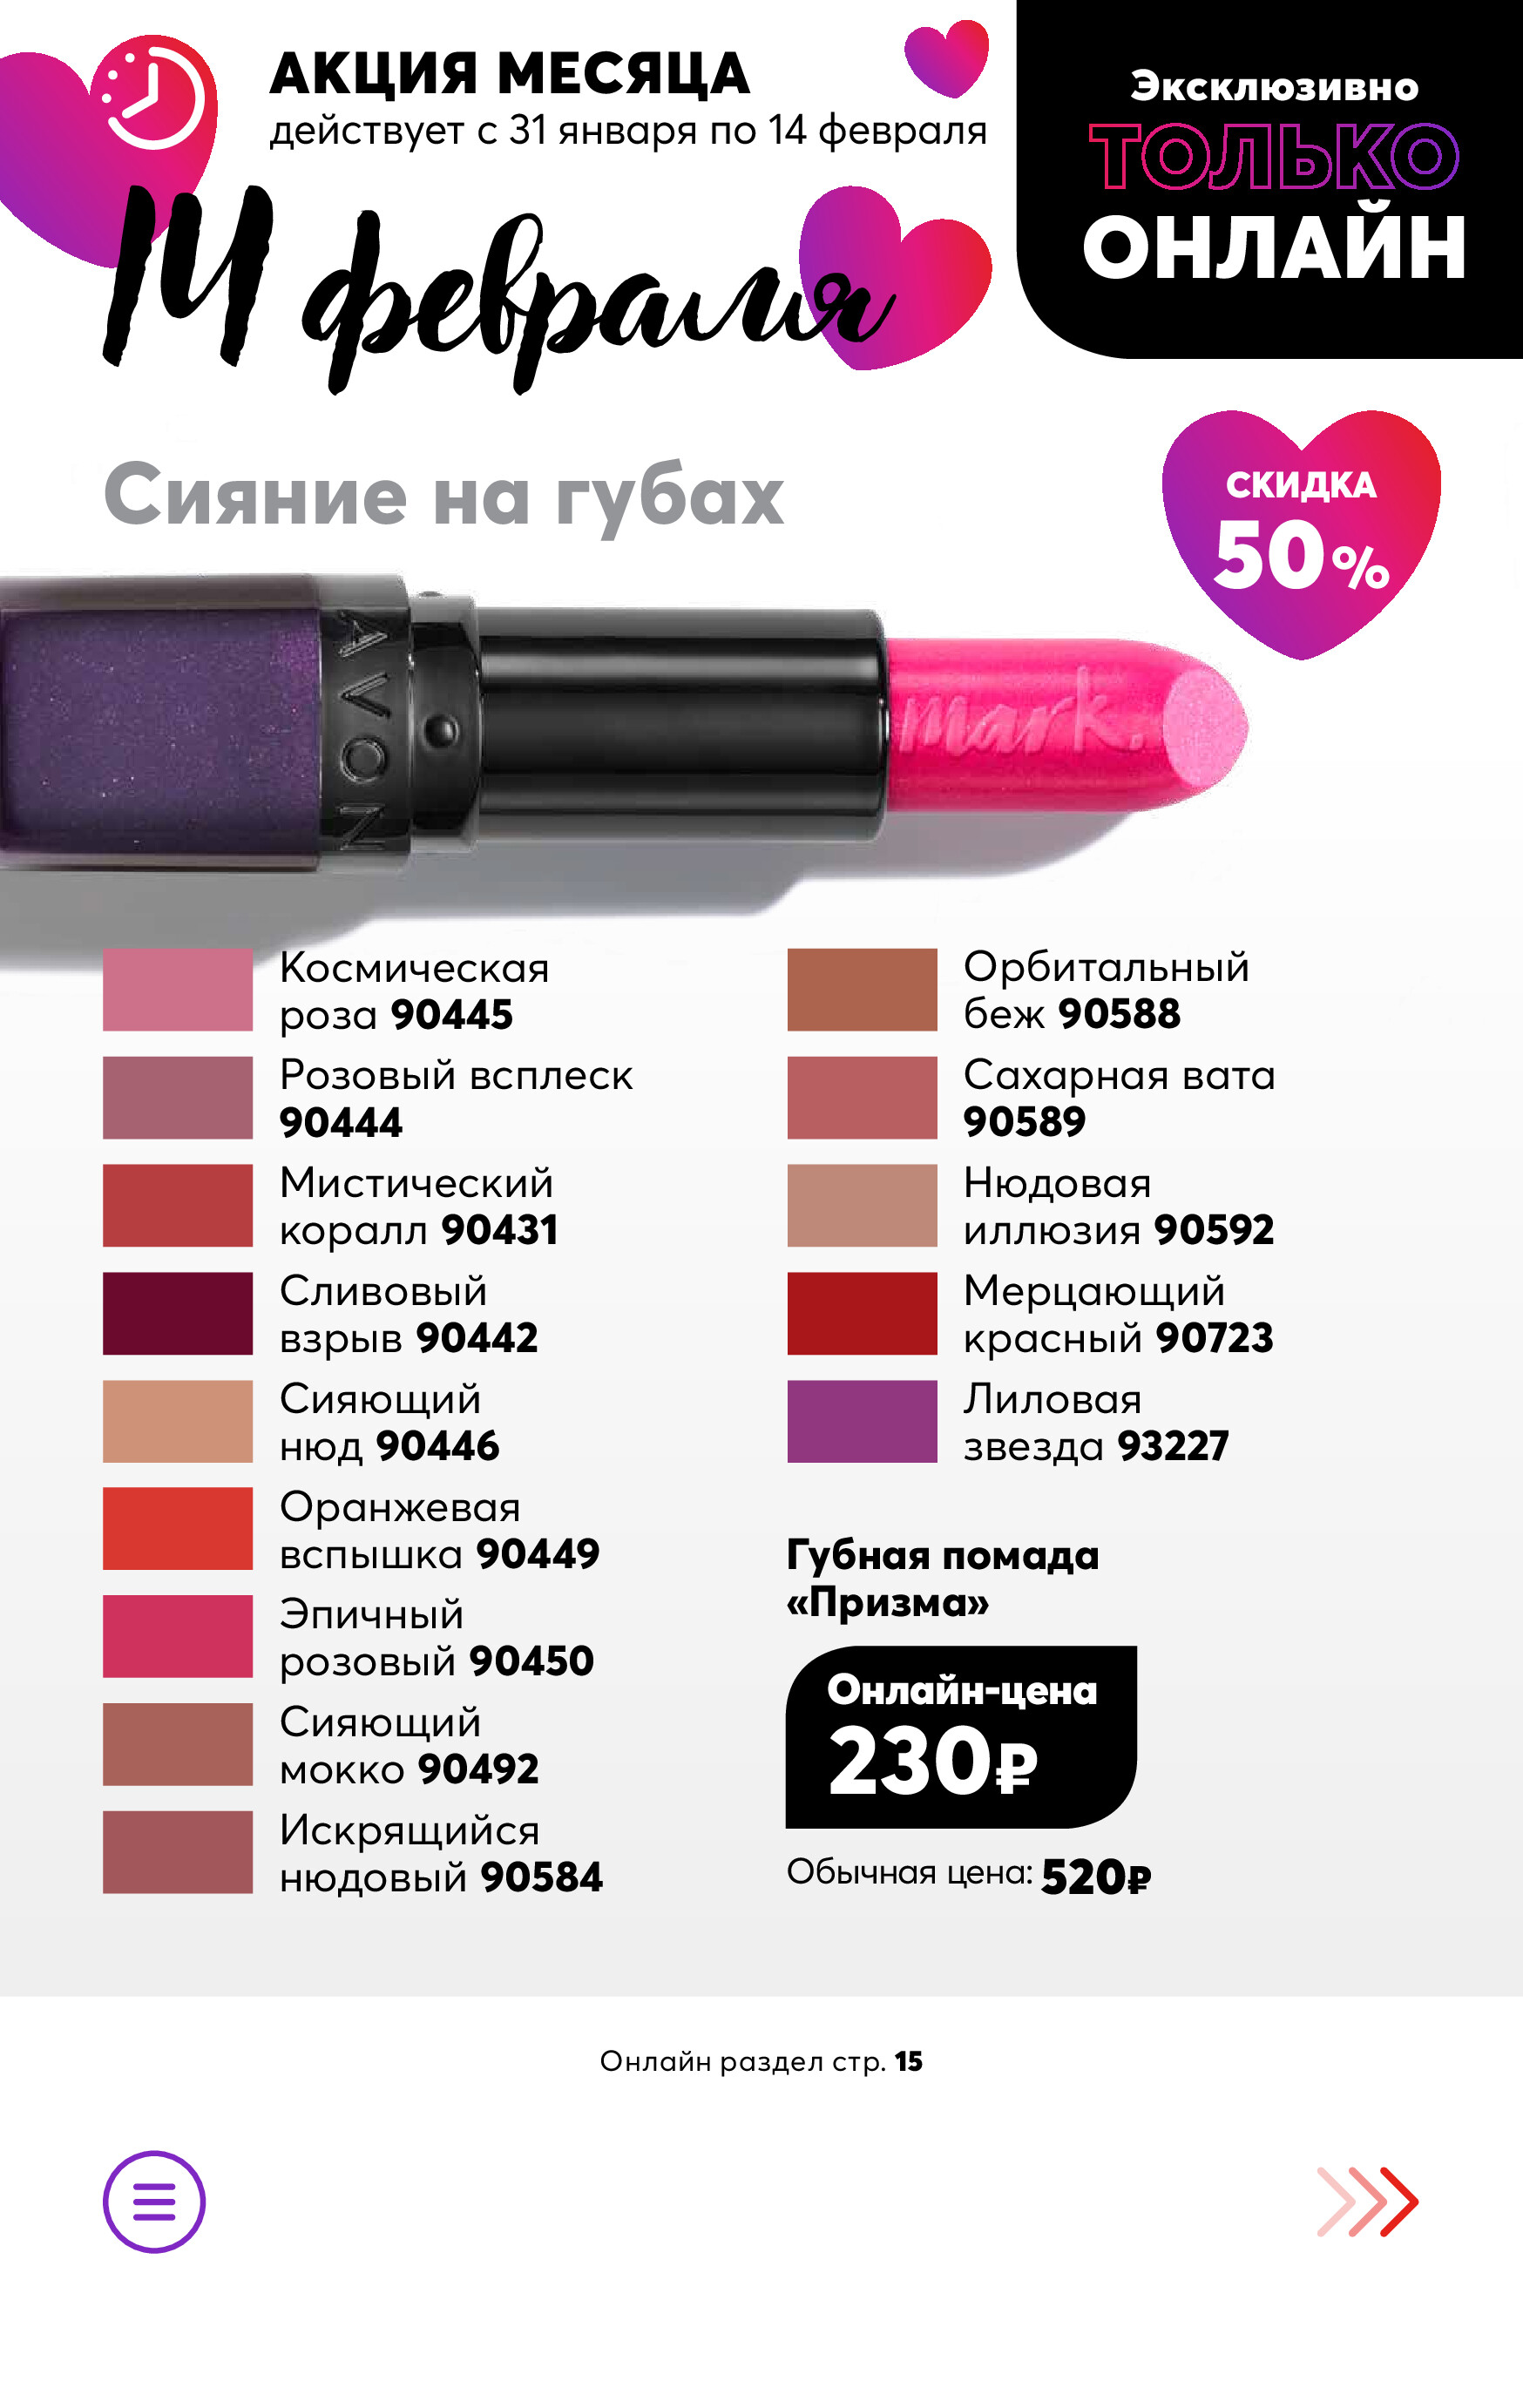 АКЦИЯ МЕСЯЦА
действует с 31 января по 14 февраля
14 февраля
Эксклюзивно
ТОЛЬКО
ОНЛАЙН
Сияние на губах
СКИДКА
50%
AVON
mark.
Космическая
роза 90445
Розовый всплеск
90444
Мистический
коралл 90431
Сливовый
взрыв 90442
Сияющий
нюд 90446
Оранжевая
вспышка 90449
Эпичный
розовый 90450
Сияющий
мокко 90492
Искрящийся
нюдовый 90584
Орбитальный
беж 90588
Сахарная вата
90589
Нюдовая
иллюзия 90592
Мерцающий
красный 90723
Лиловая
звезда 93227
Губная помада
«Призма»
Онлайн-цена
230₽
Обычная цена: 520₽
Онлайн раздел стр. 15